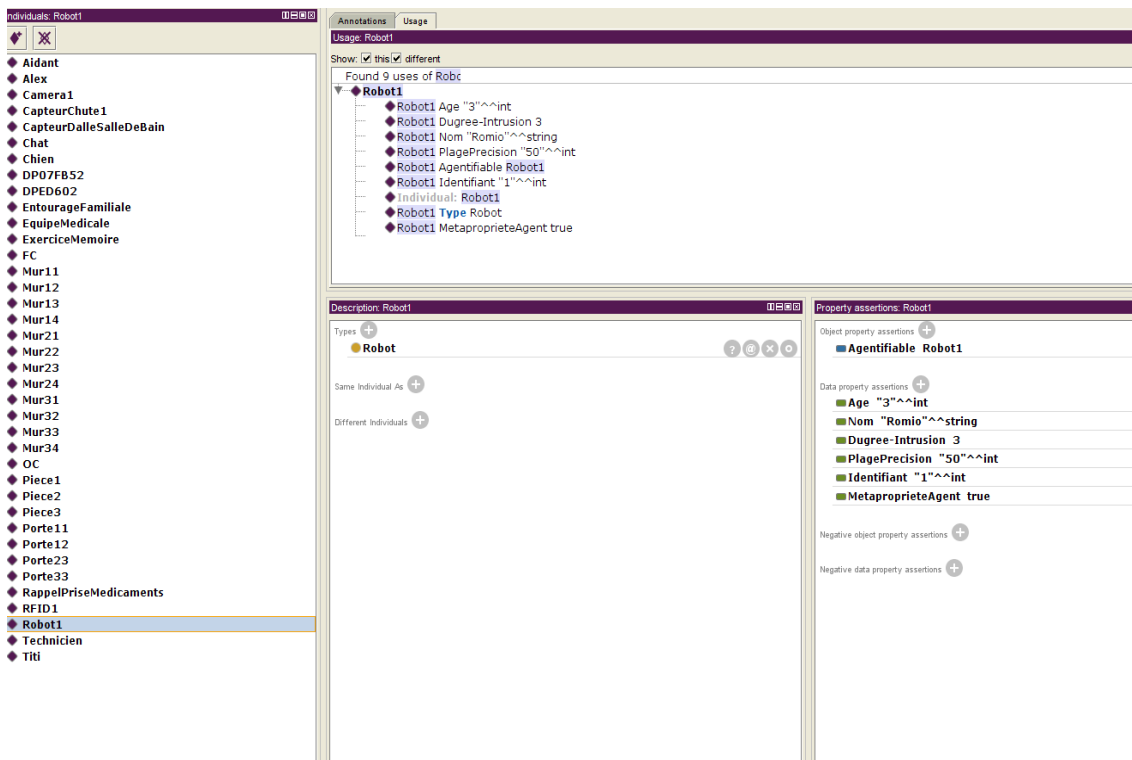 ndividuals: Robot1
Aidant
Alex
Camera1
CapteurChute1
CapteurDalleSalleDeBain
Chat
Chien
DP07FB52
DPED602
EntourageFamiliale
EquipeMedicale
ExerciceMemoire
FC
Mur11
Mur12
Mur13
Mur14
Mur21
Mur22
Mur23
Mur24
Mur31
Mur32
Mur33
Mur34
OC
Piece1
Piece2
Piece3
Porte11
Porte12
Porte23
Porte33
RappelPriseMedicaments
RFID1
Robot1
Technicien
Titi
Annotations Usage
Usage: Robot1
Show: this different
Found 9 uses of Robc
Robot1
Robot1 Age "3"^^int
Robot1 Dugree-Intrusion 3
Robot1 Nom "Romio"^^string
Robot1 PlagePrecision "50"^^int
Robot1 Agentifiable Robot1
Robot1 Identifiant "1"^^int
Individual: Robot1
Robot1 Type Robot
Robot1 MetaproprieteAgent true
Description: Robot1
Types
Robot
Same Individual As
Different Individuals
Property assertions: Robot1
Object property assertions
Agentifiable Robot1
Data property assertions
Age "3"^^int
Nom "Romio"^^string
Dugree-Intrusion 3
PlagePrecision "50"^^int
Identifiant "1"^^int
MetaproprieteAgent true
Negative object property assertions
Negative data property assertions